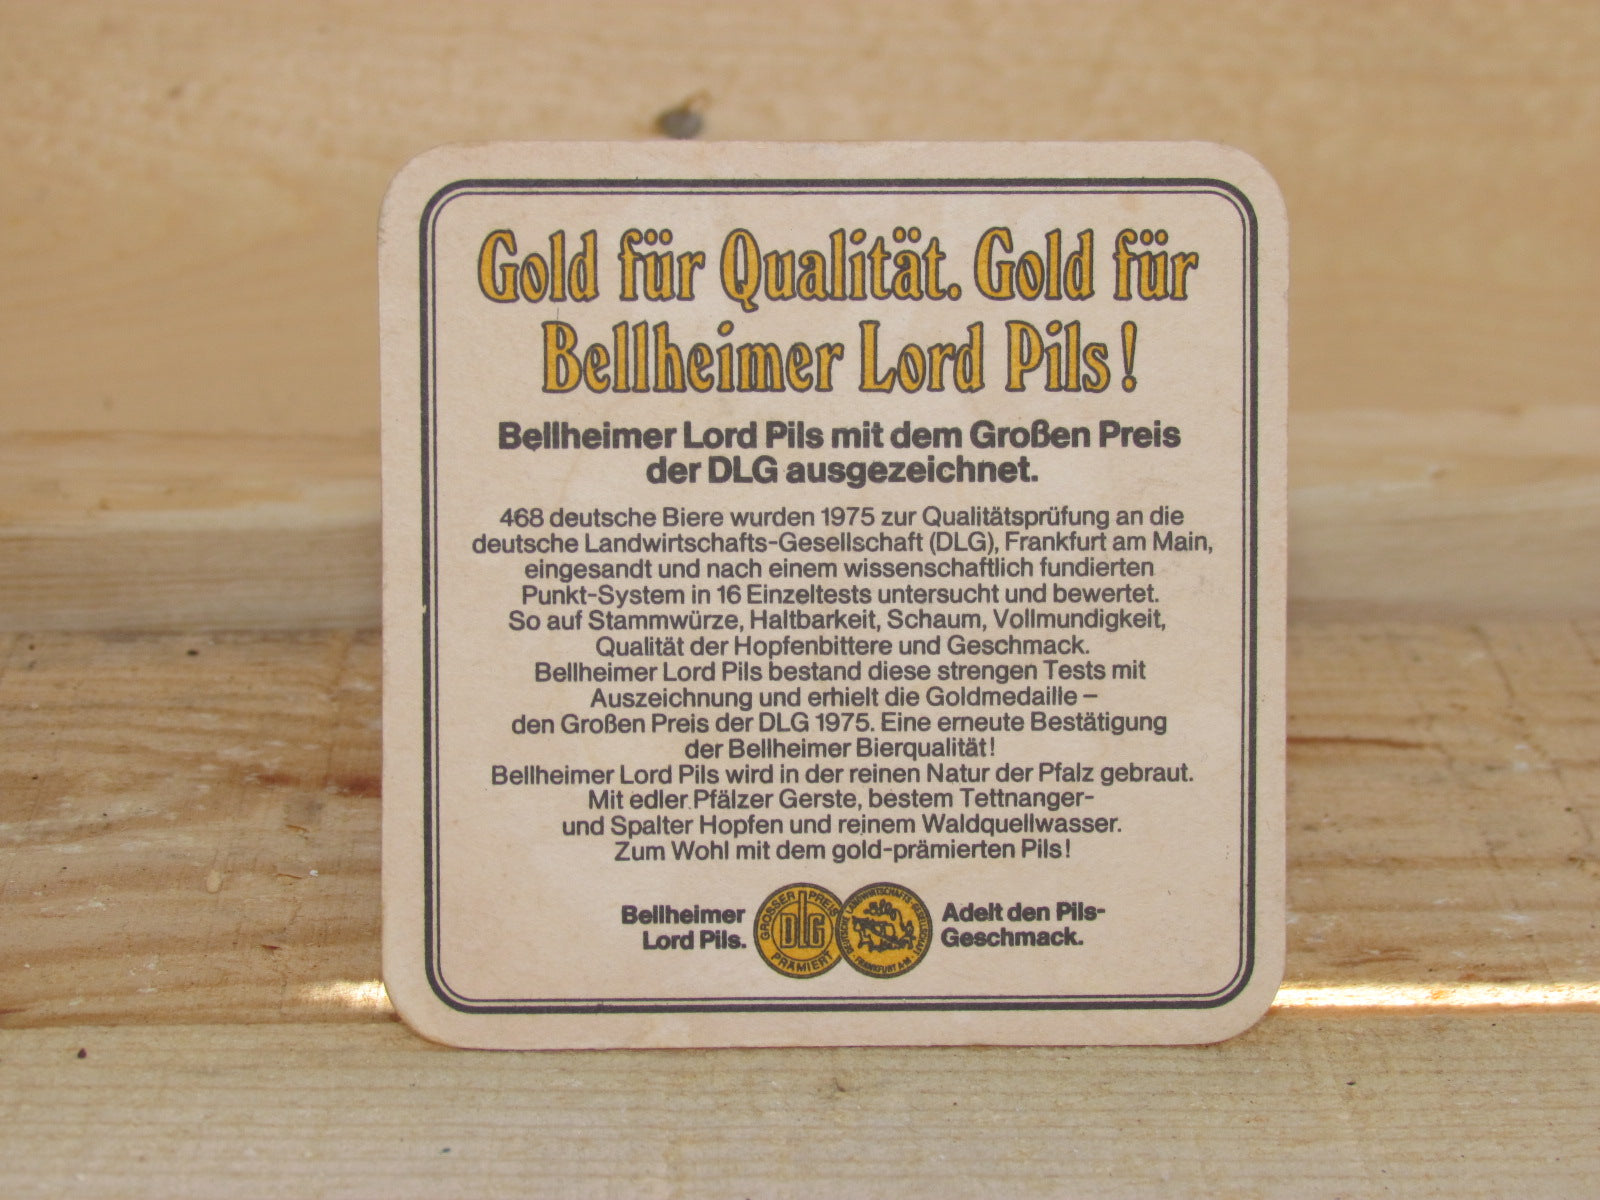 Gold für Qualität. Gold für
Bellheimer Lord Pils!
Bellheimer Lord Pils mit dem Großen Preis
der DLG ausgezeichnet.
468 deutsche Biere wurden 1975 zur Qualitätsprüfung an die
deutsche Landwirtschafts-Gesellschaft (DLG), Frankfurt am Main,
eingesandt und nach einem wissenschaftlich fundierten
Punkt-System in 16 Einzeltests untersucht und bewertet.
So auf Stammwürze, Haltbarkeit, Schaum, Vollmundigkeit,
Qualität der Hopfenbittere und Geschmack.
Bellheimer Lord Pils bestand diese strengen Tests mit
Auszeichnung und erhielt die Goldmedaille –
den Großen Preis der DLG 1975. Eine erneute Bestätigung
der Bellheimer Bierqualität!
Bellheimer Lord Pils wird in der reinen Natur der Pfalz gebraut.
Mit edler Pfälzer Gerste, bestem Tettnanger-
und Spalter Hopfen und reinem Waldquellwasser.
Zum Wohl mit dem gold-prämierten Pils!
Bellheimer
Lord Pils.
GROSSER PREIS
DLG
PRÄMIERT
DEUTSCHE LANDWIRTSCHAFTS GESELLSCHAFT
FRANKFURT A·M·
Adelt den Pils-
Geschmack.